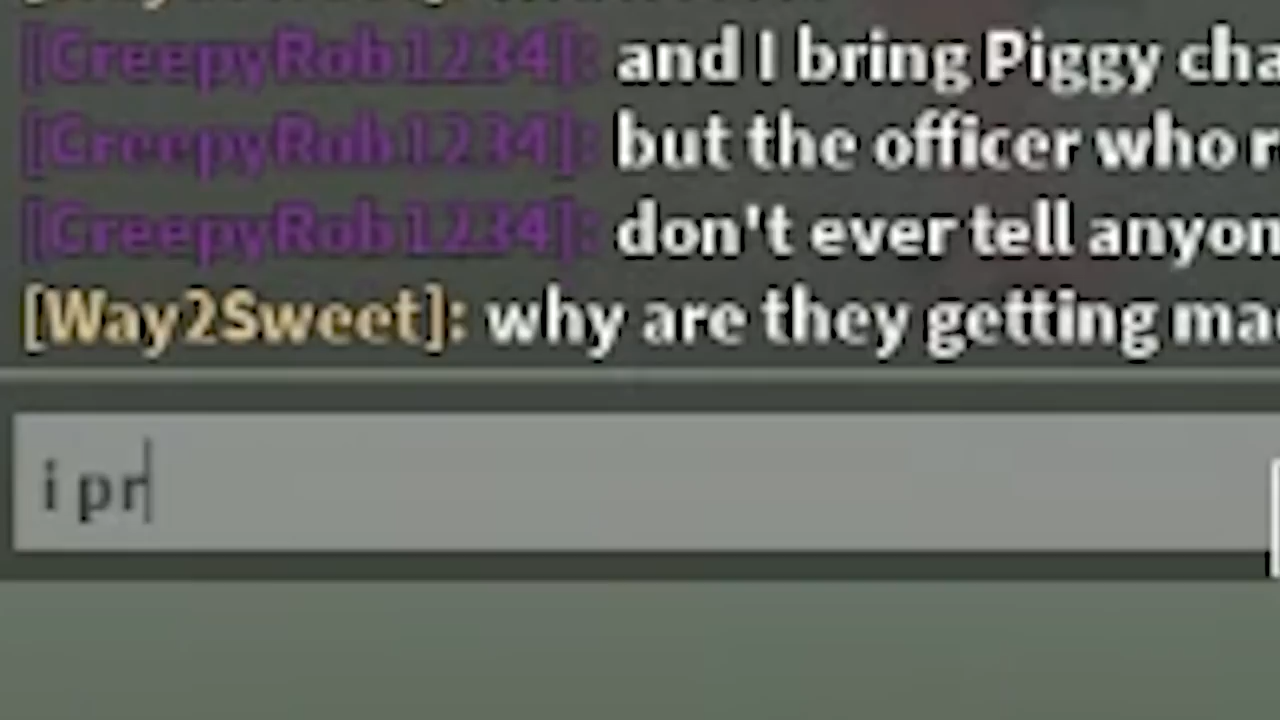 [CreepyRob1234]: and I bring Piggy cha
[CreepyRob1234]: but the officer who r
[CreepyRob1234]: don't ever tell anyon
[Way2Sweet]: why are they getting mad
i pr